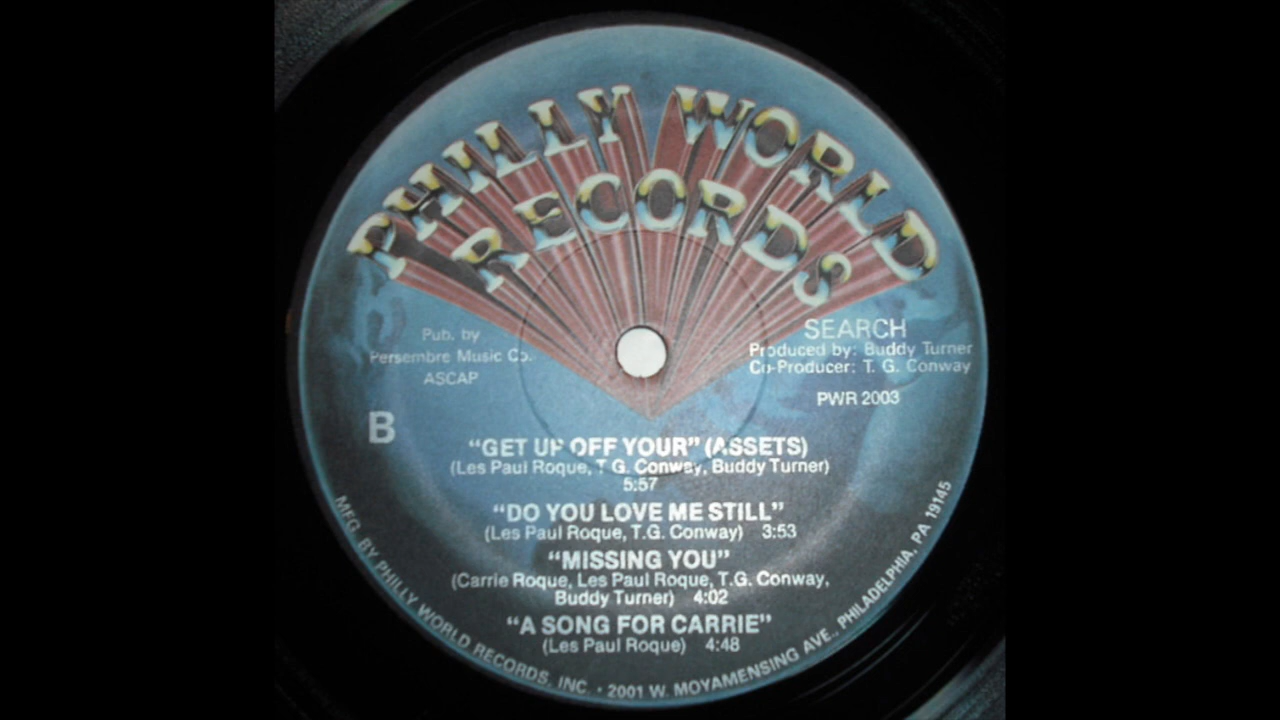 PHILLY WORLD
RECORDS
Pub. by
Persembre Music Co.
ASCAP
B
SEARCH
Produced by: Buddy Turner
Co-Producer: T. G. Conway
PWR 2003
“GET UP OFF YOUR” (ASSETS)
(Les Paul Roque, T.G. Conway, Buddy Turner)
5:57
“DO YOU LOVE ME STILL”
(Les Paul Roque, T.G. Conway) 3:53
“MISSING YOU”
(Carrie Roque, Les Paul Roque, T.G. Conway,
Buddy Turner) 4:02
“A SONG FOR CARRIE”
(Les Paul Roque) 4:48
MFG. BY PHILLY WORLD RECORDS, INC. • 2001 W. MOYAMENSING AVE., PHILADELPHIA, PA 19145